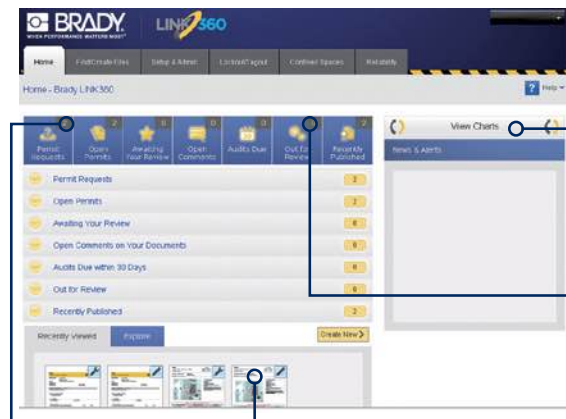 BRADY. LINK360
WHEN PERFORMANCE MATTERS MOST
Home Find/Create Files Setup & Admin Lockout/Tagout Confined Spaces Reliability
Home - Brady LINK360 ? Help
2 2 0 0 0 2
Permit Requests Open Permits Awaiting Your Review Open Comments Audits Due Out for Review Recently Published
View Charts
News & Alerts
Permit Requests 2
Open Permits 2
Awaiting Your Review 0
Open Comments on Your Documents 0
Audits Due within 30 Days 0
Out for Review 0
Recently Published 2
Recently Viewed Explore Create New